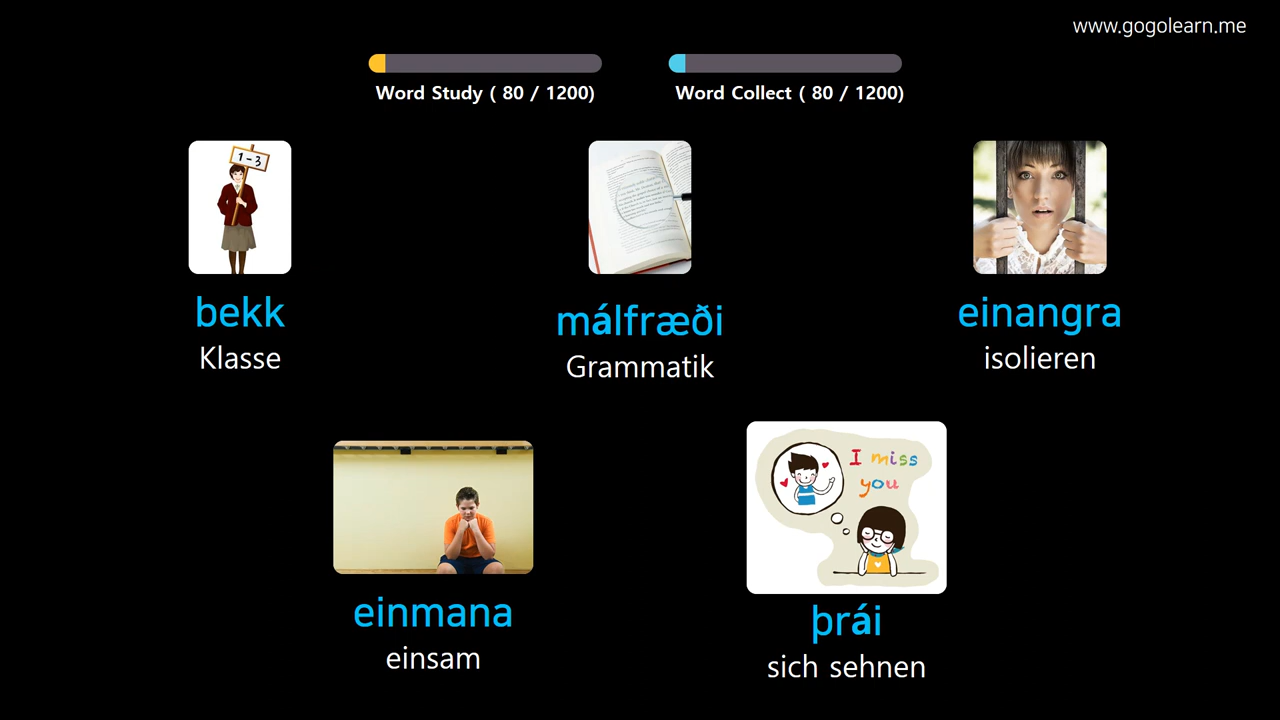 www.gogolearn.me
Word Study ( 80 / 1200)
Word Collect ( 80 / 1200)
1-3
bekk
Klasse
málfræði
Grammatik
einangra
isolieren
I miss
you
einmana
einsam
þrái
sich sehnen